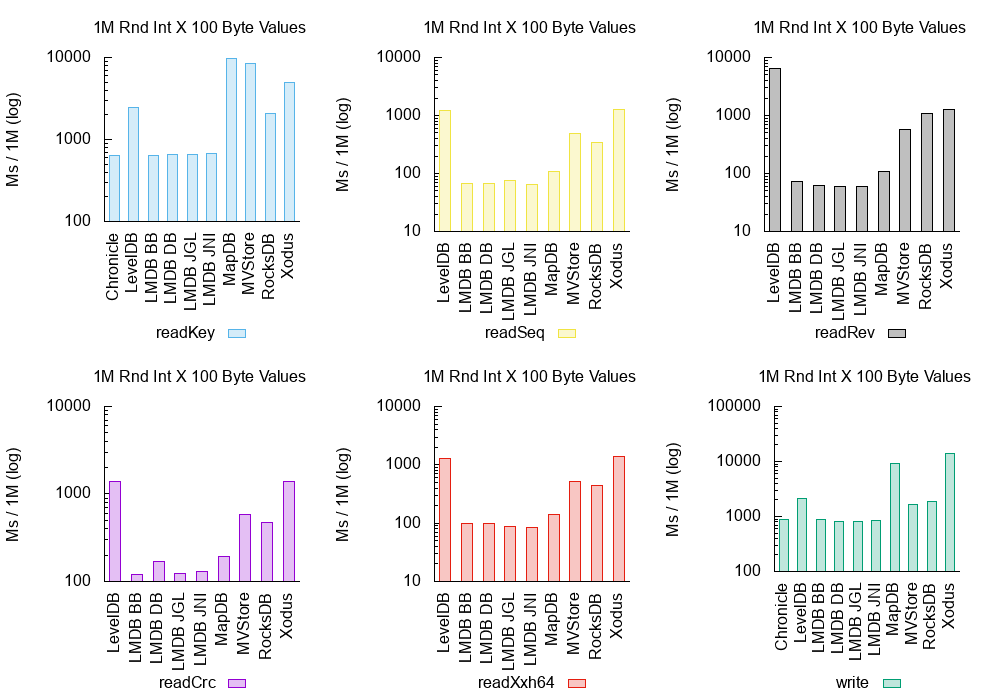 1M Rnd Int X 100 Byte Values
Ms / 1M (log)
10000
1000
100
Chronicle
LevelDB
LMDB BB
LMDB DB
LMDB JGL
LMDB JNI
MapDB
MVStore
RocksDB
Xodus
readKey
1M Rnd Int X 100 Byte Values
Ms / 1M (log)
10000
1000
100
10
LevelDB
LMDB BB
LMDB DB
LMDB JGL
LMDB JNI
MapDB
MVStore
RocksDB
Xodus
readSeq
1M Rnd Int X 100 Byte Values
Ms / 1M (log)
10000
1000
100
10
LevelDB
LMDB BB
LMDB DB
LMDB JGL
LMDB JNI
MapDB
MVStore
RocksDB
Xodus
readRev
1M Rnd Int X 100 Byte Values
Ms / 1M (log)
10000
1000
100
LevelDB
LMDB BB
LMDB DB
LMDB JGL
LMDB JNI
MapDB
MVStore
RocksDB
Xodus
readCrc
1M Rnd Int X 100 Byte Values
Ms / 1M (log)
10000
1000
100
10
LevelDB
LMDB BB
LMDB DB
LMDB JGL
LMDB JNI
MapDB
MVStore
RocksDB
Xodus
readXxh64
1M Rnd Int X 100 Byte Values
Ms / 1M (log)
100000
10000
1000
100
Chronicle
LevelDB
LMDB BB
LMDB DB
LMDB JGL
LMDB JNI
MapDB
MVStore
RocksDB
Xodus
write